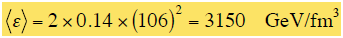 ⟨ε⟩ = 2 × 0.14 × (106)² = 3150 GeV/fm³